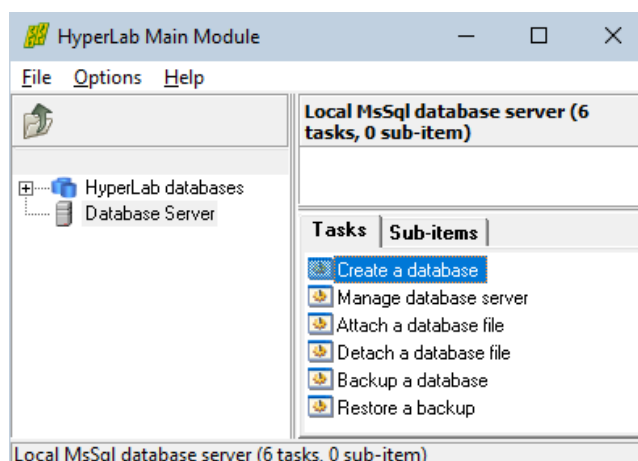 HyperLab Main Module
File Options Help
Local MsSql database server (6
tasks, 0 sub-item)
HyperLab databases
Database Server
Tasks Sub-items
Create a database
Manage database server
Attach a database file
Detach a database file
Backup a database
Restore a backup
Local MsSql database server (6 tasks, 0 sub-item)